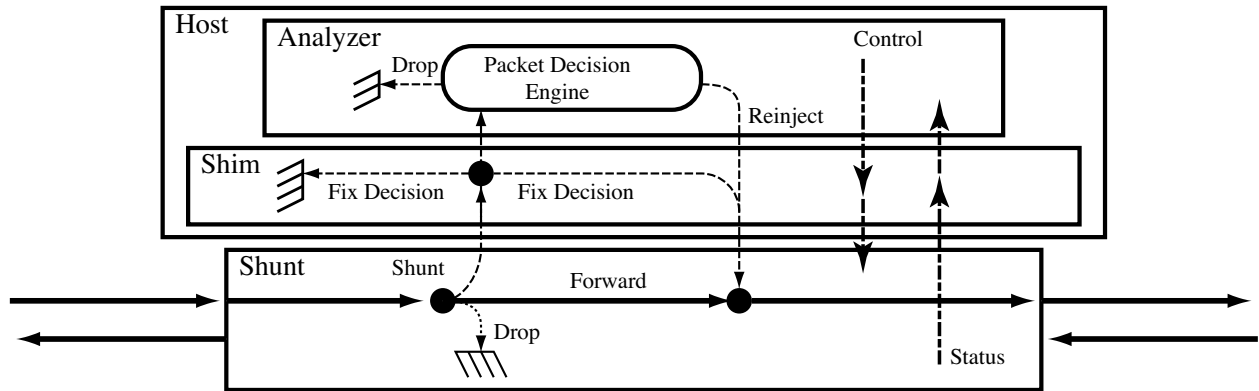 Host
Analyzer
Control
Drop
Packet Decision
Engine
Reinject
Shim
Fix Decision
Fix Decision
Shunt
Shunt
Forward
Drop
Status